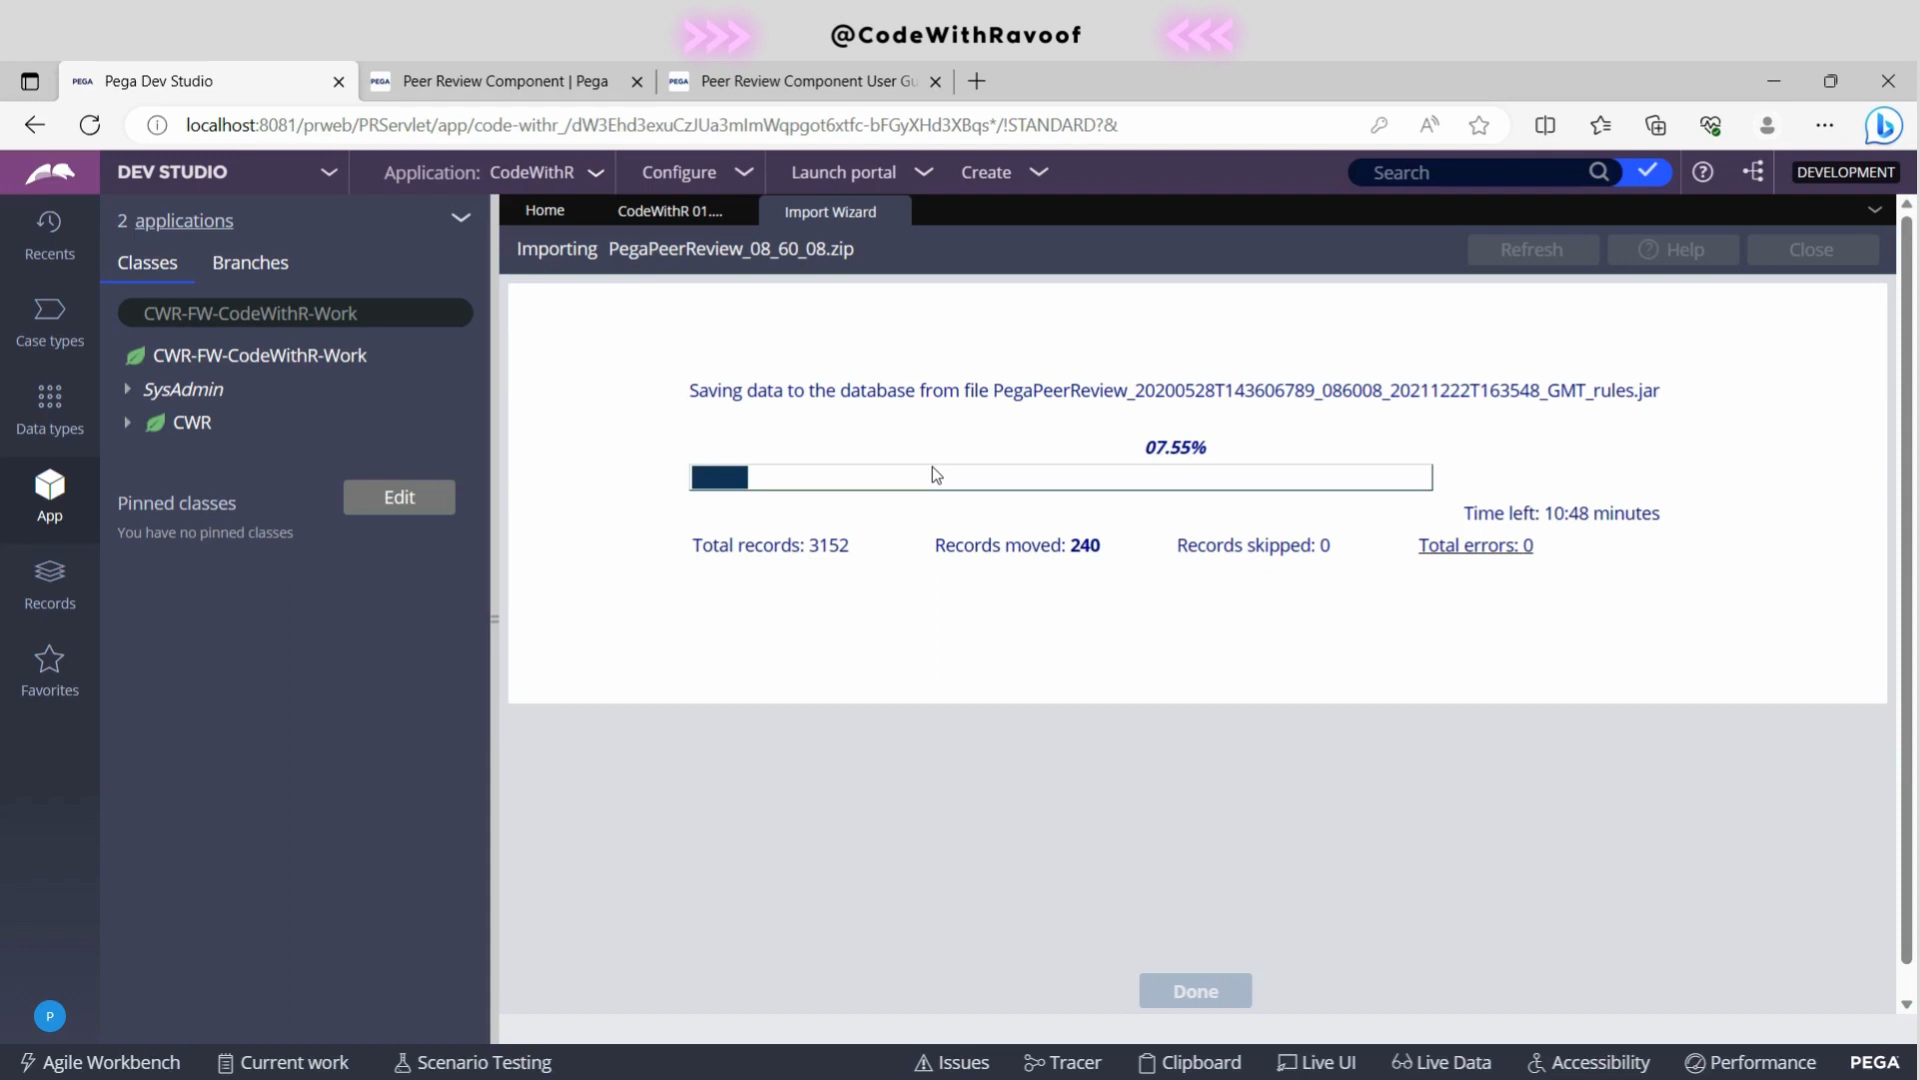 @CodeWithRavoof
PEGA Pega Dev Studio
PEGA Peer Review Component | Pega
PEGA Peer Review Component User Gu
localhost:8081/prweb/PRServlet/app/code-withr_/dW3Ehd3exuCzJUa3mImWqpgot6xtfc-bFGyXHd3XBqs*/!STANDARD?&
DEV STUDIO
Application: CodeWithR
Configure
Launch portal
Create
Search
DEVELOPMENT
Recents
Case types
Data types
App
Records
Favorites
P
2 applications
Classes Branches
CWR-FW-CodeWithR-Work
CWR-FW-CodeWithR-Work
SysAdmin
CWR
Pinned classes
Edit
You have no pinned classes
Home CodeWithR 01.... Import Wizard
Importing PegaPeerReview_08_60_08.zip
Refresh Help Close
Saving data to the database from file PegaPeerReview_20200528T143606789_086008_20211222T163548_GMT_rules.jar
07.55%
Time left: 10:48 minutes
Total records: 3152 Records moved: 240 Records skipped: 0 Total errors: 0
Done
Agile Workbench Current work Scenario Testing Issues Tracer Clipboard Live UI Live Data Accessibility Performance PEGA